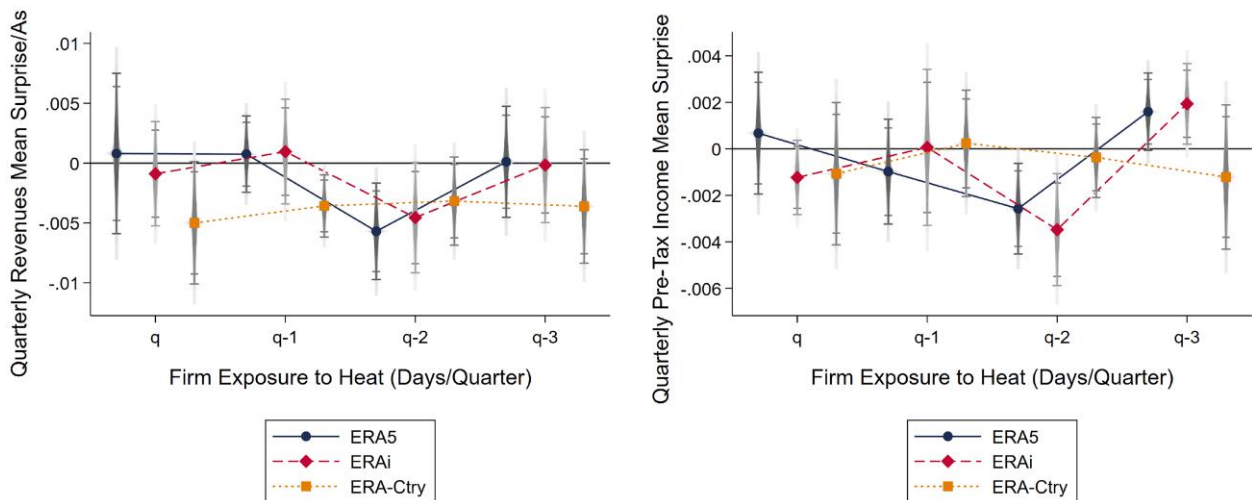 Quarterly Revenues Mean Surprise/As
.01
.005
0
-.005
-.01
q
q-1
q-2
q-3
Firm Exposure to Heat (Days/Quarter)
ERA5
ERAi
ERA-Ctry
Quarterly Pre-Tax Income Mean Surprise
.004
.002
0
-.002
-.004
-.006
q
q-1
q-2
q-3
Firm Exposure to Heat (Days/Quarter)
ERA5
ERAi
ERA-Ctry